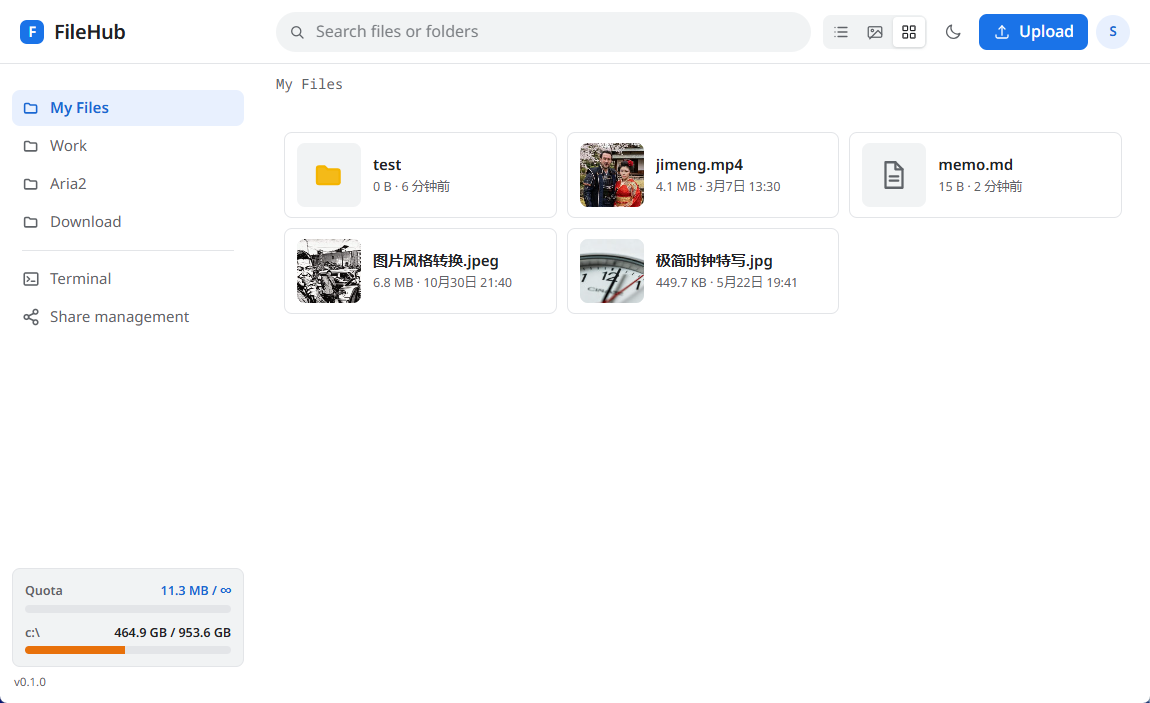 F FileHub
Search files or folders
Upload
S
My Files
Work
Aria2
Download
Terminal
Share management
Quota 11.3 MB / ∞
c:\ 464.9 GB / 953.6 GB
v0.1.0
My Files
test
0 B · 6 分钟前
jimeng.mp4
4.1 MB · 3月7日 13:30
memo.md
15 B · 2 分钟前
图片风格转换.jpeg
6.8 MB · 10月30日 21:40
极简时钟特写.jpg
449.7 KB · 5月22日 19:41
11 12 1